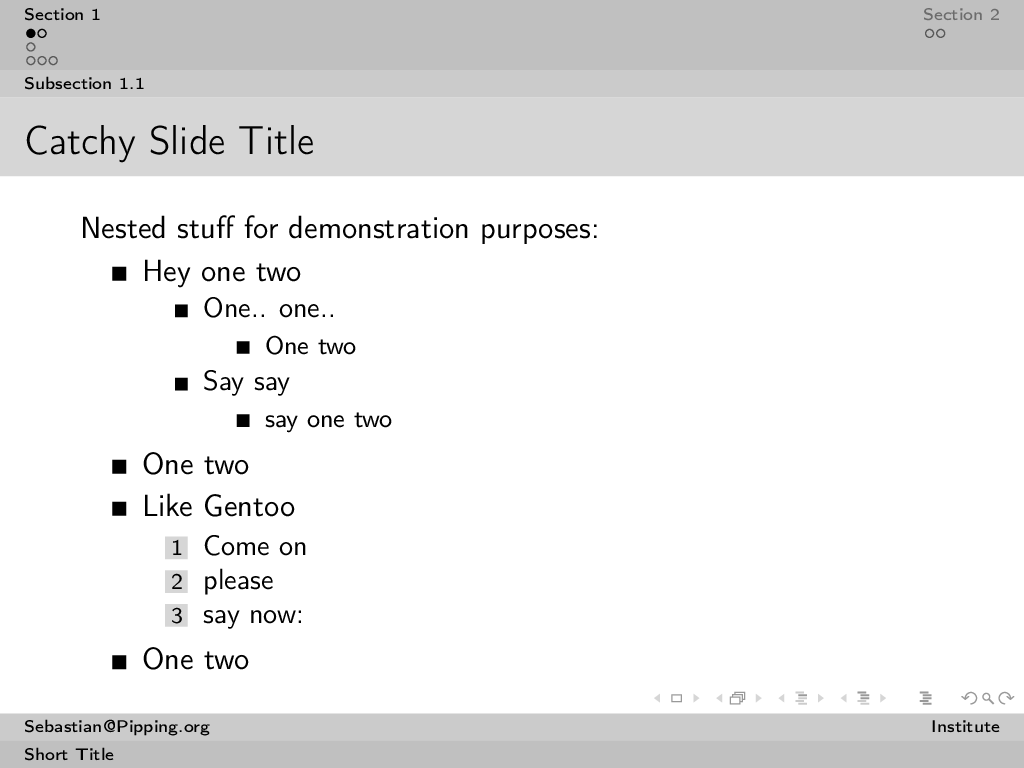 Section 1
Section 2
Subsection 1.1
Catchy Slide Title
Nested stuff for demonstration purposes:
Hey one two
One.. one..
One two
Say say
say one two
One two
Like Gentoo
1 Come on
2 please
3 say now:
One two
Sebastian@Pipping.org
Institute
Short Title